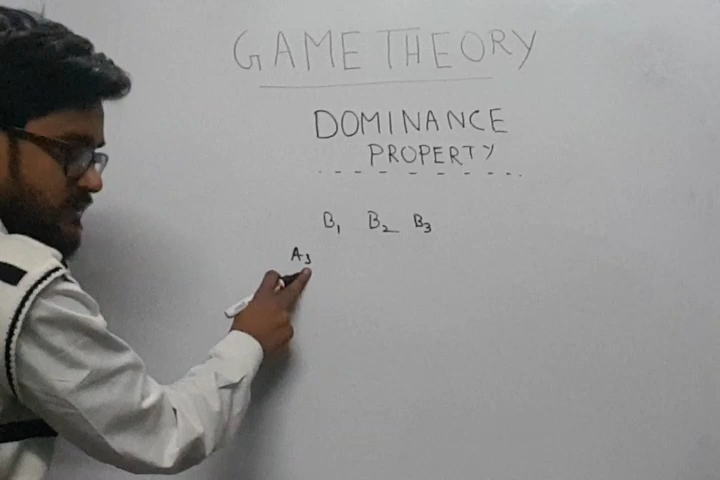 GAME THEORY
DOMINANCE
PROPERTY
B₁ B₂ B₃
A₁